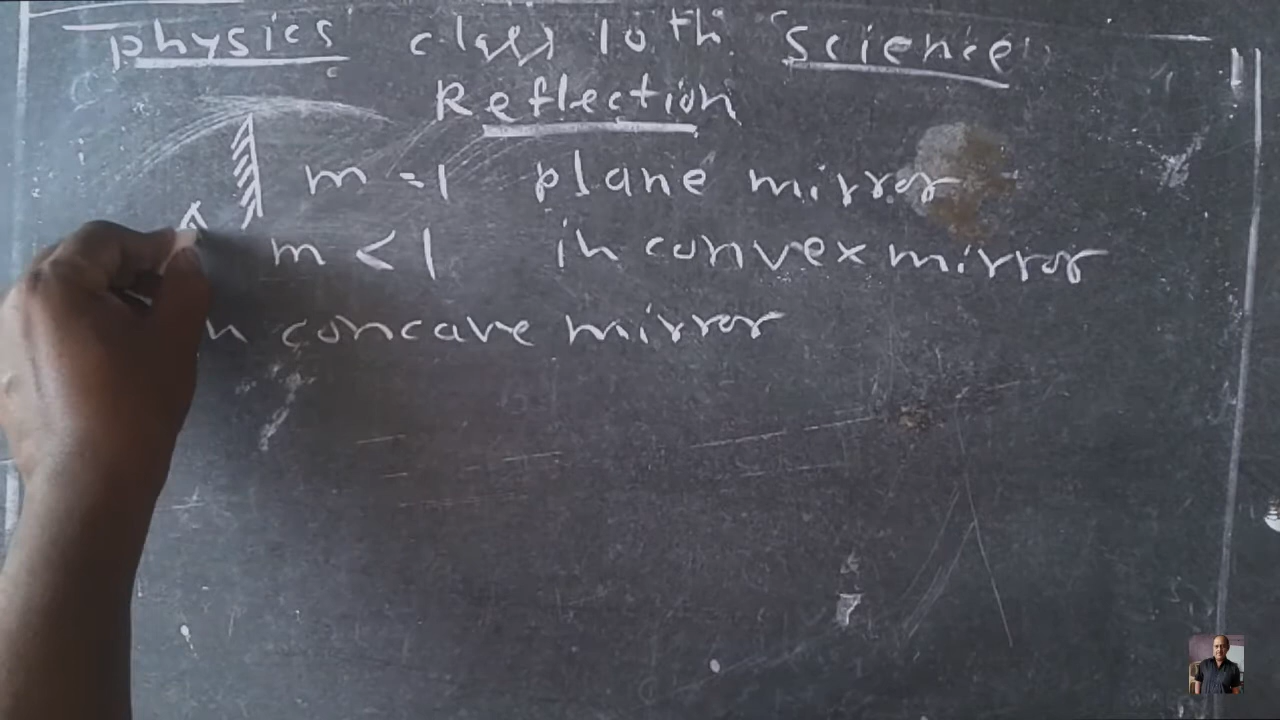 Physics class 10th. Science
Reflection
m = 1 plane mirror
m < 1 in convex mirror
concave mirror